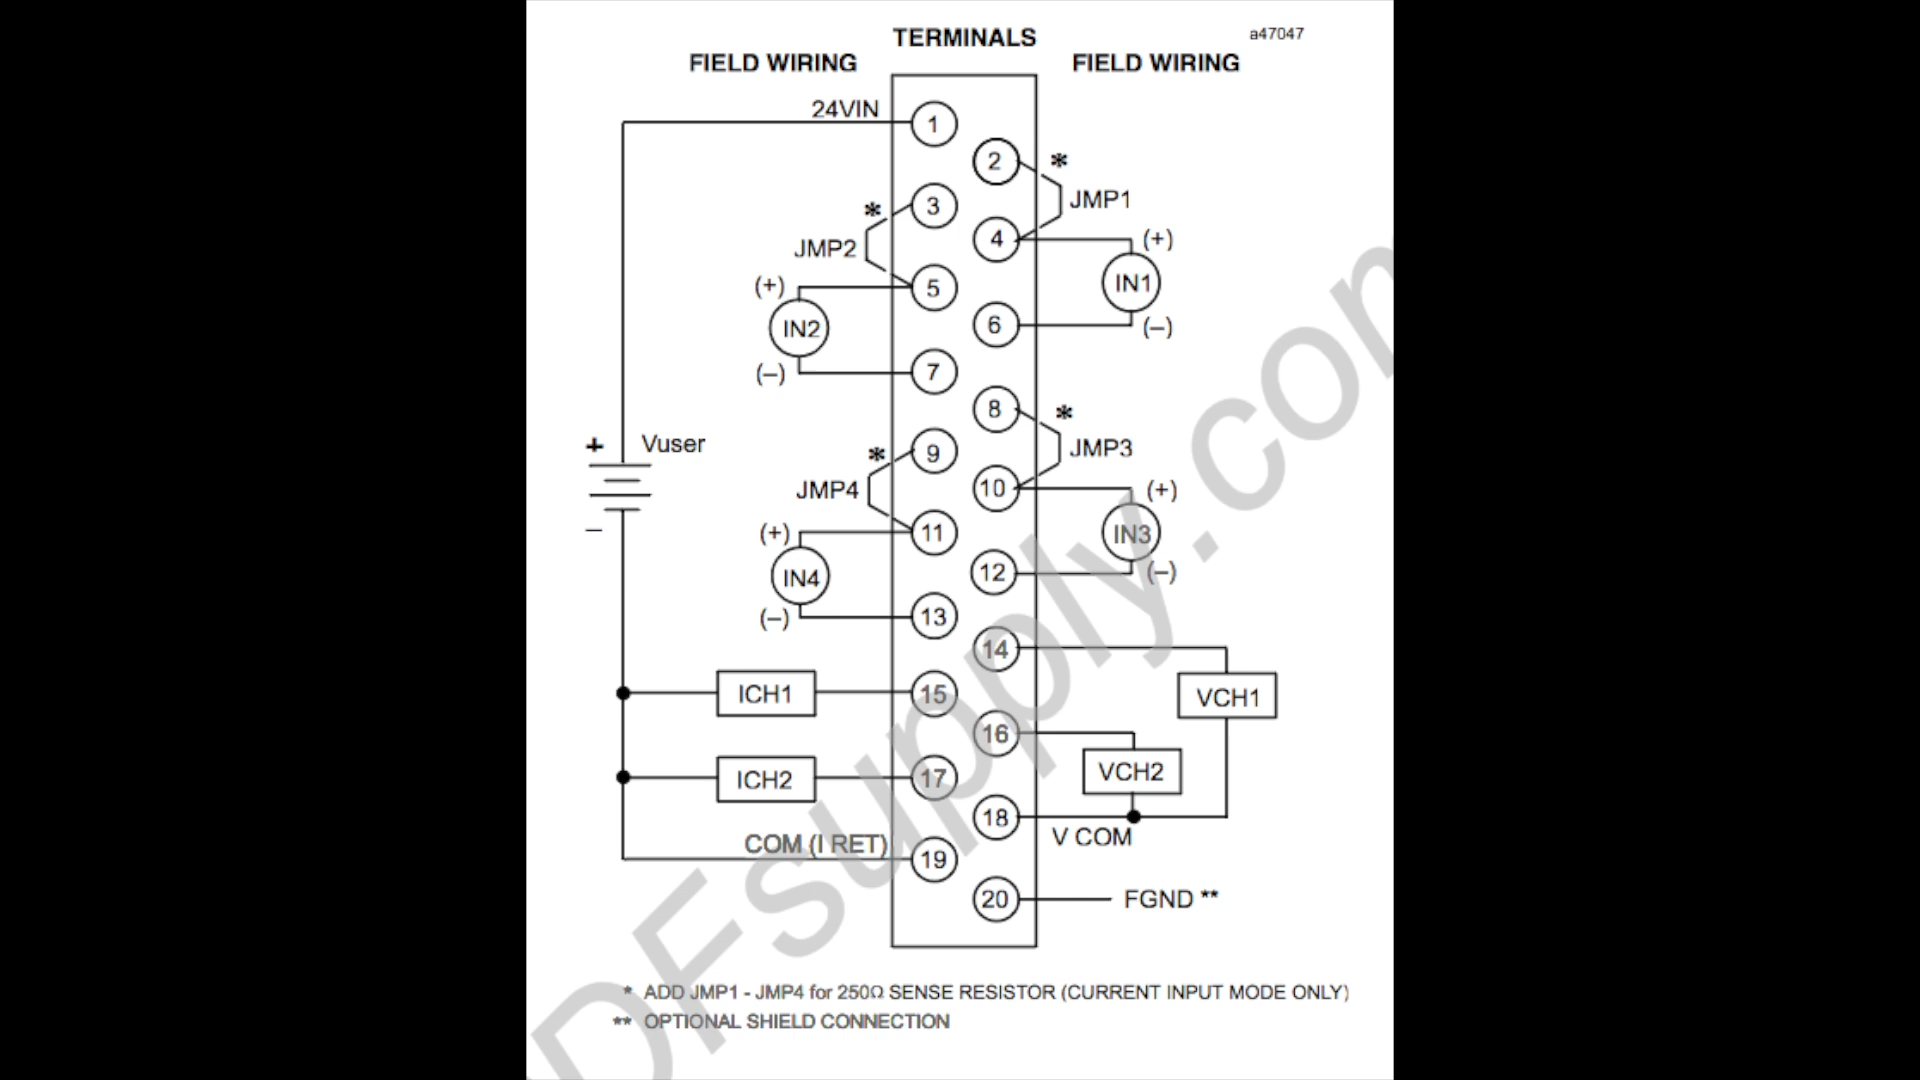 TERMINALS
a47047
FIELD WIRING
FIELD WIRING
24VIN
1
2
*
JMP1
3
*
JMP2
4
(+)
IN1
(–)
5
(+)
IN2
(–)
6
7
8
*
JMP3
+
Vuser
–
9
*
JMP4
10
(+)
IN3
(–)
11
(+)
IN4
(–)
12
13
14
VCH1
ICH1
15
16
VCH2
ICH2
17
18
V COM
COM (I RET)
19
20
FGND **
* ADD JMP1 - JMP4 for 250Ω SENSE RESISTOR (CURRENT INPUT MODE ONLY)
** OPTIONAL SHIELD CONNECTION
DFsupply.com